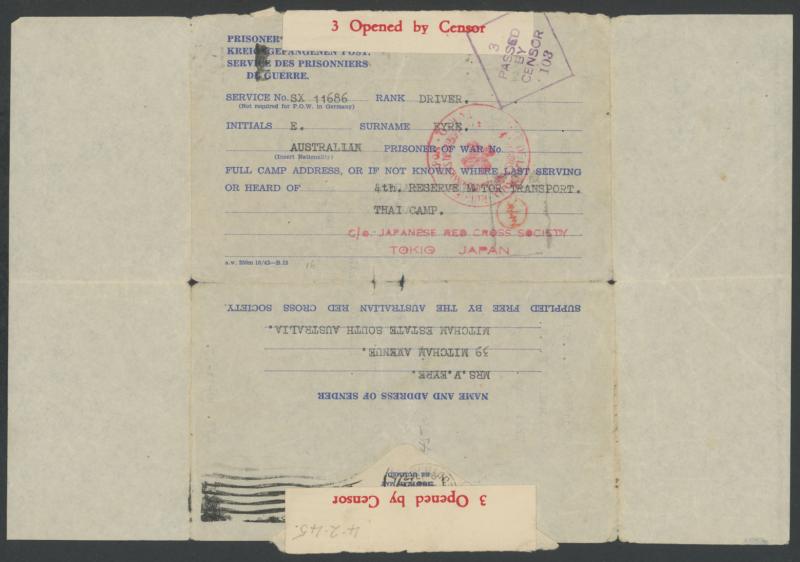 3 Opened by Censor
3
PASSED
BY
CENSOR
103
PRISONER
KREIGSGEFANGENEN POST.
SERVICE DES PRISONNIERS
DE GUERRE.
SERVICE No. SX 11686 RANK DRIVER.
(Not required for P.O.W. in Germany)
INITIALS E. SURNAME EYRE.
AUSTRALIAN PRISONER OF WAR No.
(Insert Nationality)
FULL CAMP ADDRESS, OR IF NOT KNOWN, WHERE LAST SERVING
OR HEARD OF 4th. RESERVE MOTOR TRANSPORT.
THAI CAMP.
c/o. JAPANESE RED CROSS SOCIETY
TOKIO JAPAN
16
SUPPLIED FREE BY THE AUSTRALIAN RED CROSS SOCIETY.
MITCHAM ESTATE SOUTH AUSTRALIA.
39 MITCHAM AVENUE.
MRS.V.EYRE.
NAME AND ADDRESS OF SENDER
3 Opened by Censor
4-2-45.